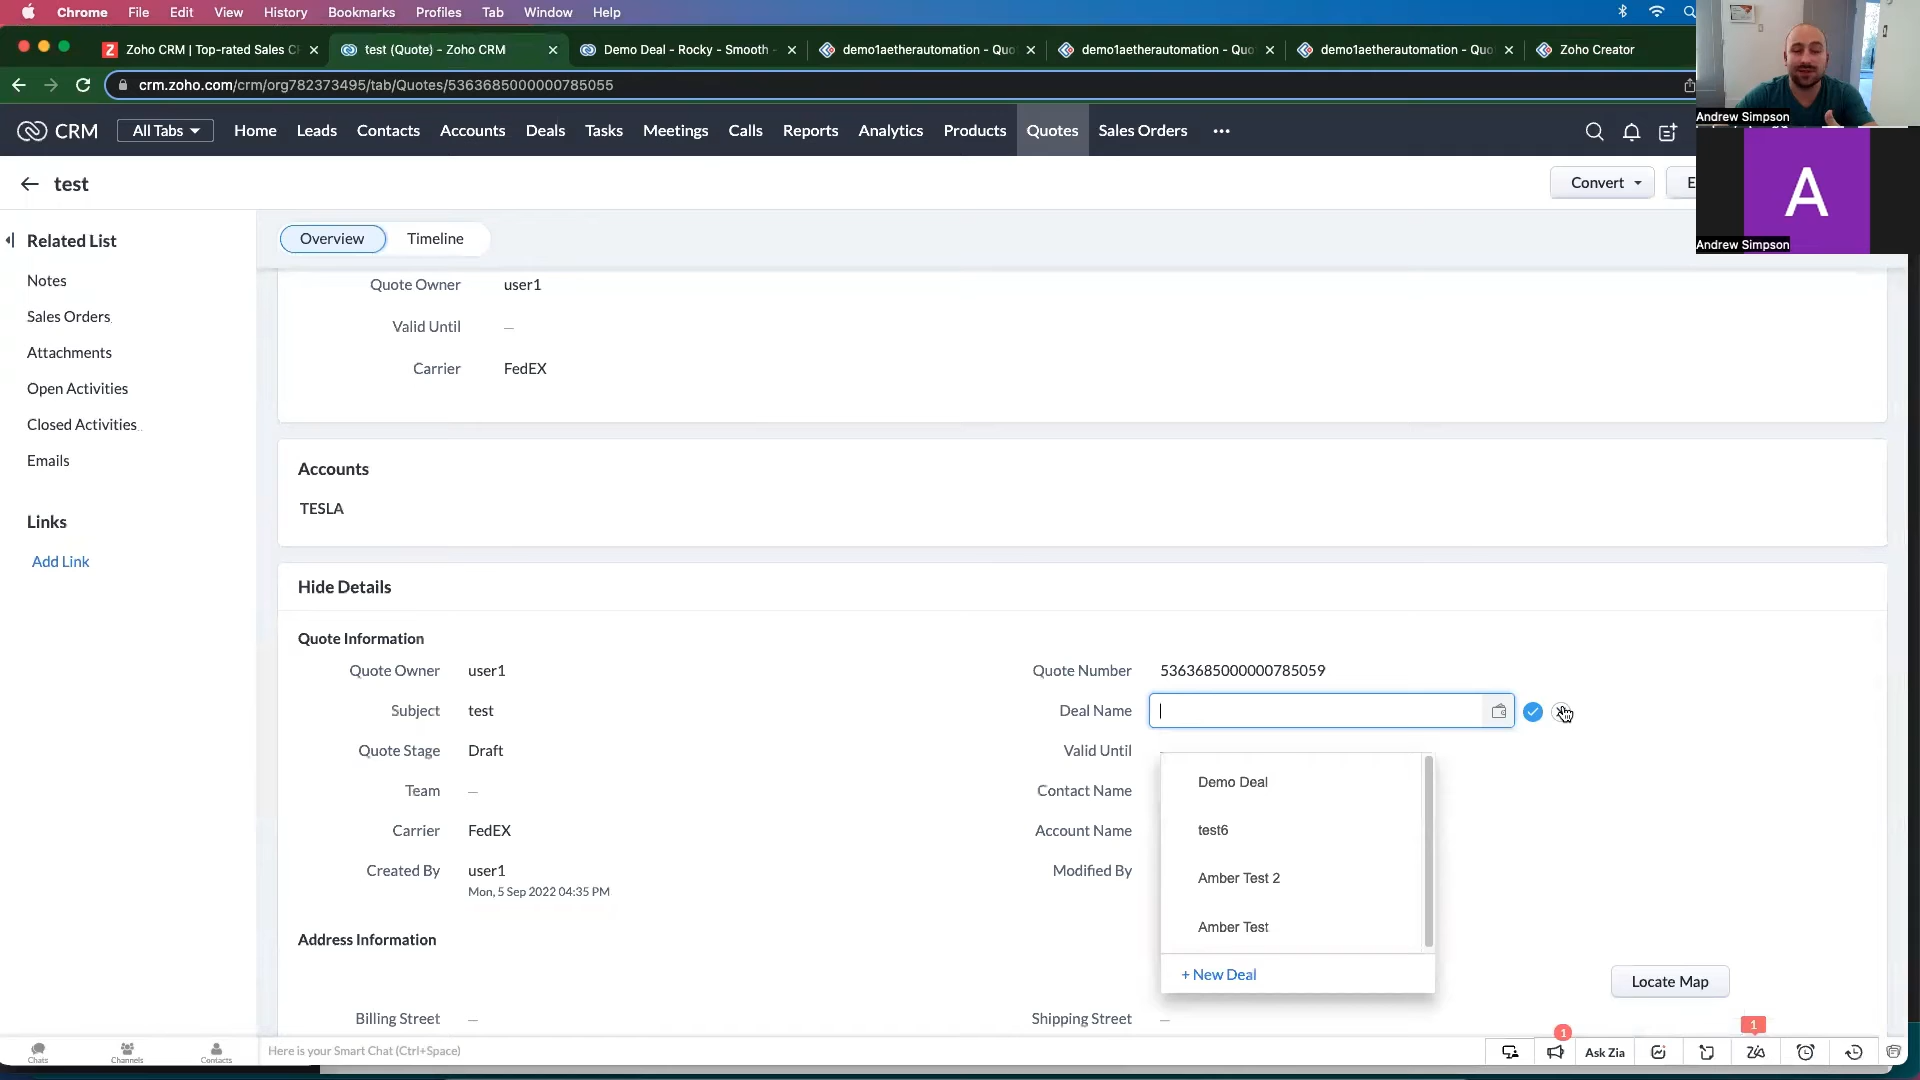 Chrome File Edit View History Bookmarks Profiles Tab Window Help
Zoho CRM | Top-rated Sales C
test (Quote) - Zoho CRM
Demo Deal - Rocky - Smooth -
demo1aetherautomation - Quo
demo1aetherautomation - Quo
demo1aetherautomation - Quo
Zoho Creator
crm.zoho.com/crm/org782373495/tab/Quotes/5363685000000785055
Andrew Simpson
CRM All Tabs Home Leads Contacts Accounts Deals Tasks Meetings Calls Reports Analytics Products Quotes Sales Orders
test
Convert
E
A
Andrew Simpson
Related List
Notes
Sales Orders
Attachments
Open Activities
Closed Activities
Emails
Links
Add Link
Overview Timeline
Quote Owner user1
Valid Until —
Carrier FedEX
Accounts
TESLA
Hide Details
Quote Information
Quote Owner user1
Quote Number 5363685000000785059
Subject test
Deal Name
Quote Stage Draft
Valid Until
Team —
Contact Name
Carrier FedEX
Account Name
Created By user1
Mon, 5 Sep 2022 04:35 PM
Modified By
Demo Deal
test6
Amber Test 2
Amber Test
+ New Deal
Address Information
Locate Map
Billing Street —
Shipping Street —
Chats Channels Contacts
Here is your Smart Chat (Ctrl+Space)
1
Ask Zia
1